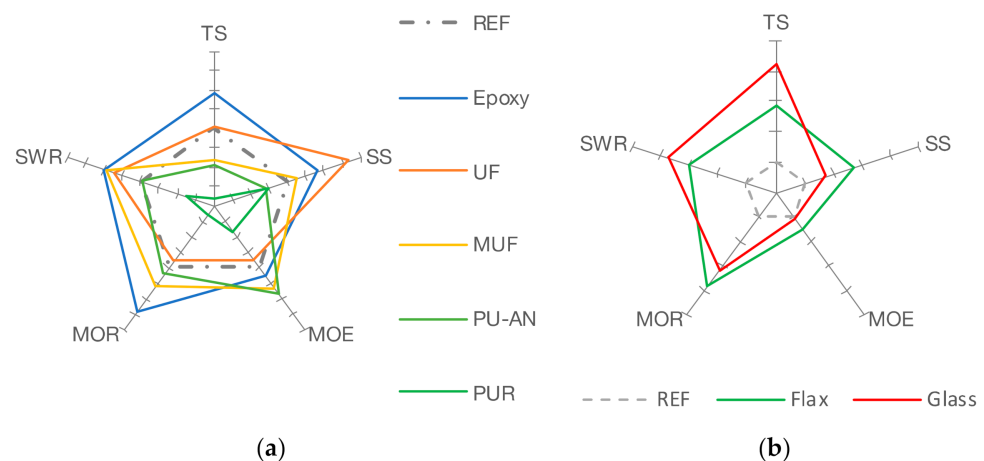 TS
SS
MOE
MOR
SWR
REF
Epoxy
UF
MUF
PU-AN
PUR
(a)
TS
SS
MOE
MOR
SWR
REF Flax Glass
(b)